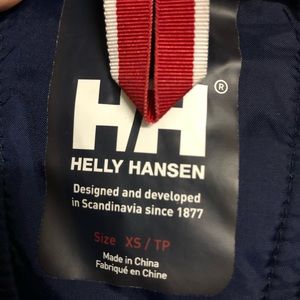 HH®
HELLY HANSEN
Designed and developed
in Scandinavia since 1877
Size XS / TP
Made in China
Fabriqué en Chine